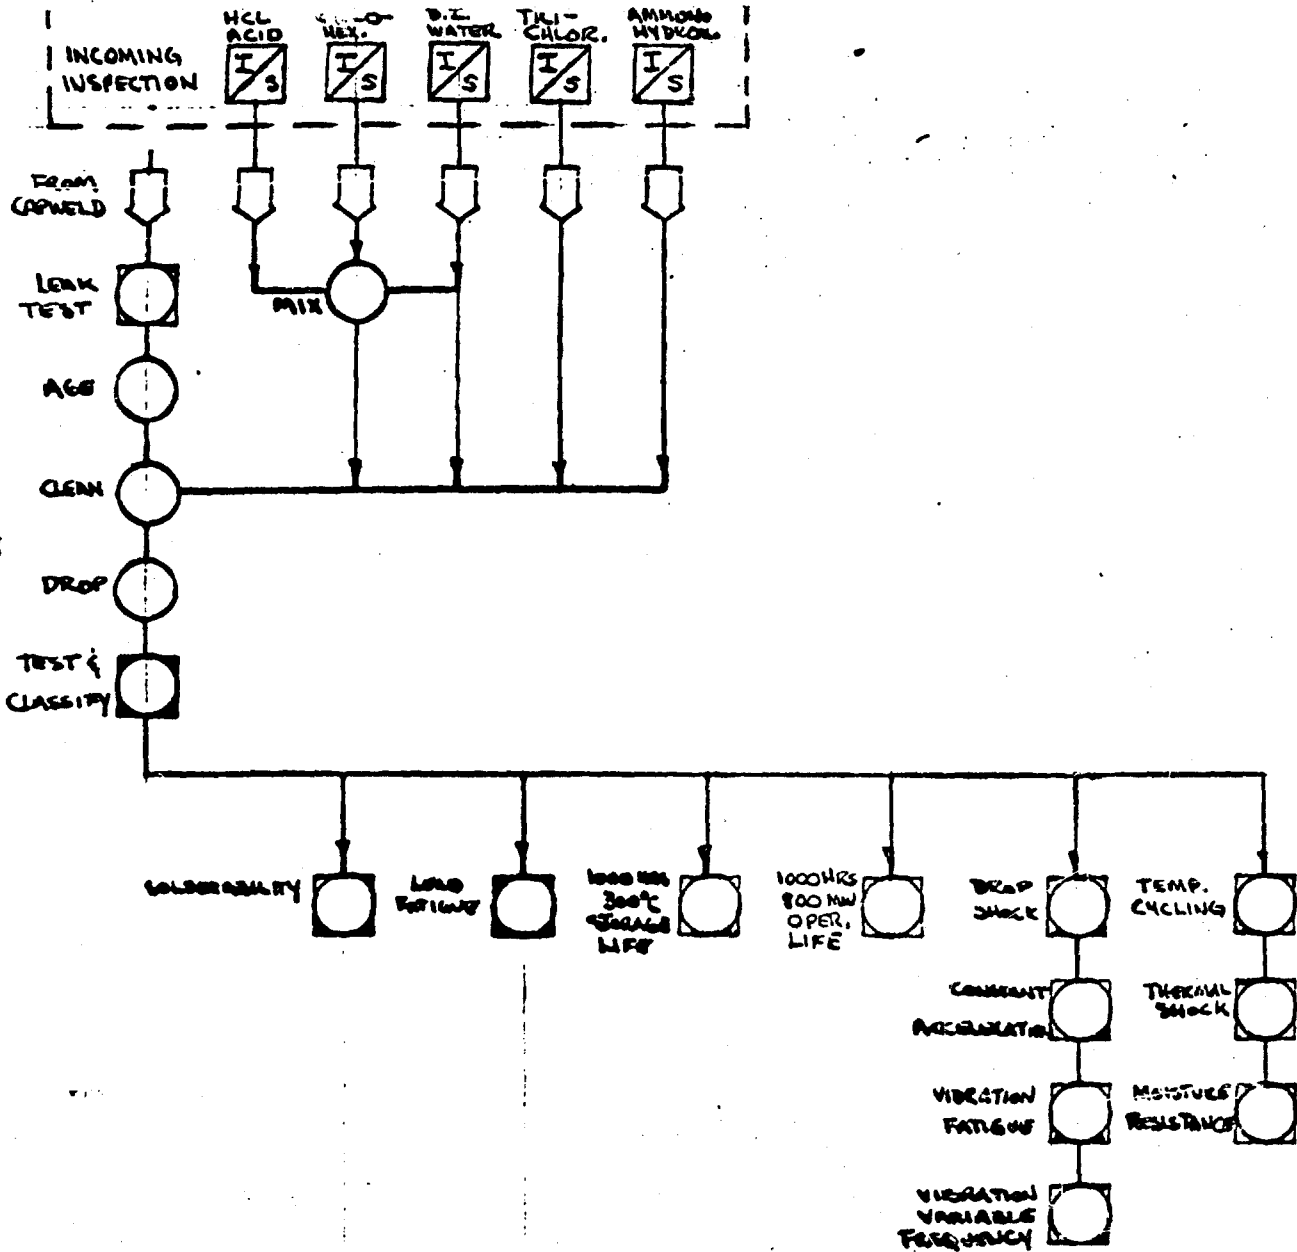 HCL
ACID
HEX.
D.I.
WATER
TRI-
CHLOR.
AMMONO
HYDROX.
INCOMING
INSPECTION
I/S
I/S
I/S
I/S
I/S
FROM
CAPWELD
LEAK
TEST
MIX
AGE
CLEAN
DROP
TEST &
CLASSIFY
SOLDERABILITY
LEAD
FATIGUE
1000 HRS
300°C
STORAGE
LIFE
1000 HRS
800 MW
OPER.
LIFE
DROP
SHOCK
TEMP.
CYCLING
CONSTANT
ACCELERATION
THERMAL
SHOCK
VIBRATION
FATIGUE
MOISTURE
RESISTANCE
VIBRATION
VARIABLE
FREQUENCY